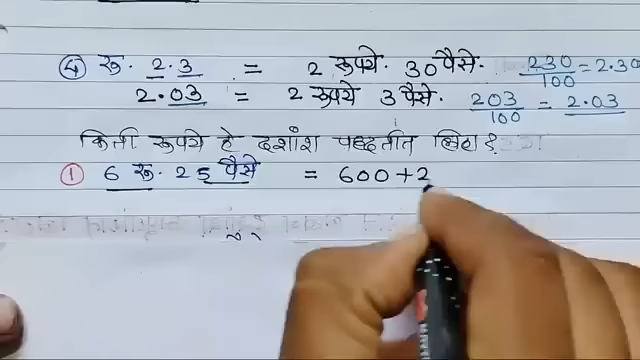 ④ रू. 2.3 = 2 रूपये. 30 पैसे. 230/100 = 2.30
2.03 = 2 रूपये 3 पैसे. 203/100 = 2.03
किती रूपये हे दशांश पद्धतीत लिहा?
① 6 रू. 25 पैसे = 600+2